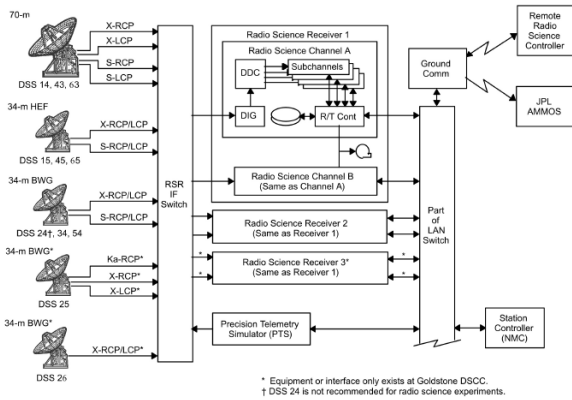 70-m
X-RCP
X-LCP
S-RCP
S-LCP
DSS 14, 43, 63
34-m HEF
X-RCP/LCP
S-RCP/LCP
DSS 15, 45, 65
34-m BWG
X-RCP/LCP
S-RCP/LCP
DSS 24†, 34, 54
34-m BWG*
Ka-RCP*
X-RCP*
X-LCP*
DSS 25
34-m BWG*
X-RCP/LCP*
DSS 26
RSR
IF
Switch
Radio Science Receiver 1
Radio Science Channel A
DDC
Subchannels
DIG
R/T Cont
Radio Science Channel B
(Same as Channel A)
Radio Science Receiver 2
(Same as Receiver 1)
*
*
Radio Science Receiver 3*
(Same as Receiver 1)
*
*
Precision Telemetry
Simulator (PTS)
Ground
Comm
Part
of
LAN
Switch
Remote
Radio
Science
Controller
JPL
AMMOS
Station
Controller
(NMC)
* Equipment or interface only exists at Goldstone DSCC.
† DSS 24 is not recommended for radio science experiments.